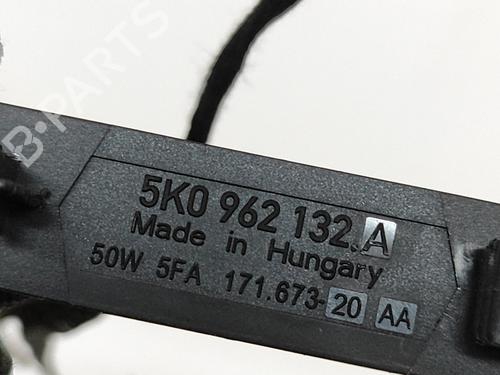 B-PARTS
5K0 962 132.A
Made in Hungary
50W 5FA 171.673-20 AA